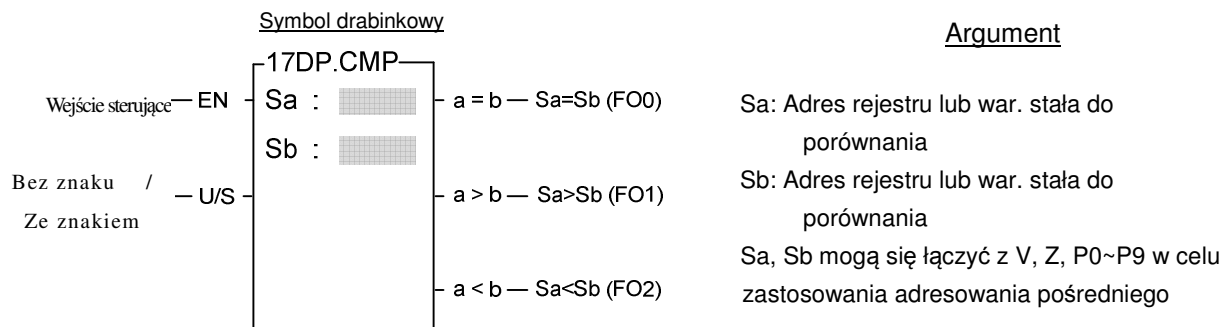 Symbol drabinkowy
17DP.CMP
Wejście sterujące EN Sa : a = b Sa=Sb (FO0)
Sb :
Bez znaku / Ze znakiem U/S a > b Sa>Sb (FO1)
a < b Sa<Sb (FO2)
Argument
Sa: Adres rejestru lub war. stała do
porównania
Sb: Adres rejestru lub war. stała do
porównania
Sa, Sb mogą się łączyć z V, Z, P0~P9 w celu
zastosowania adresowania pośredniego